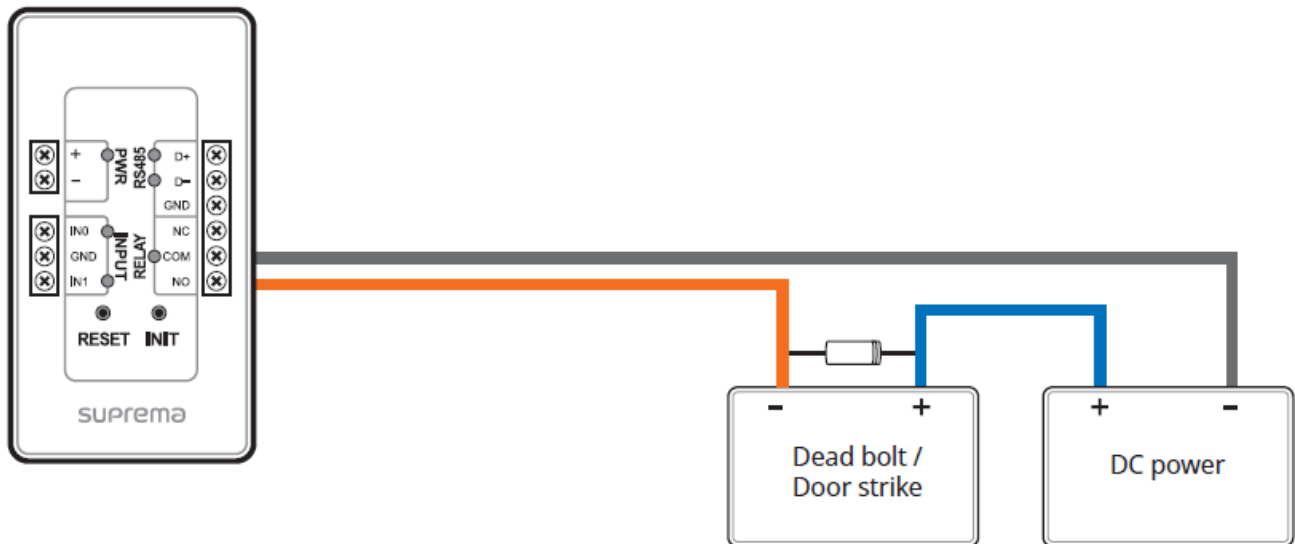 + PWR RS485 D+
- D-
GND
IN0 INPUT RELAY NC
GND COM
IN1 NO
RESET INIT
suprema
- +
Dead bolt /
Door strike
+ -
DC power